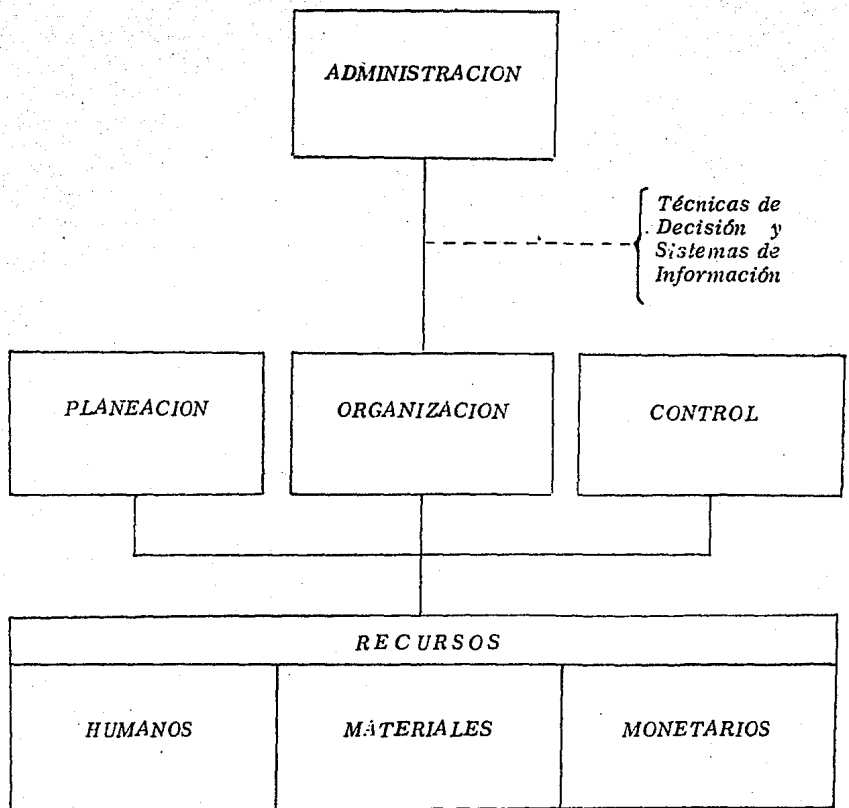 ADMINISTRACION
Técnicas de
Decisión y
Sistemas de
Información
PLANEACION
ORGANIZACION
CONTROL
RECURSOS
HUMANOS
MATERIALES
MONETARIOS